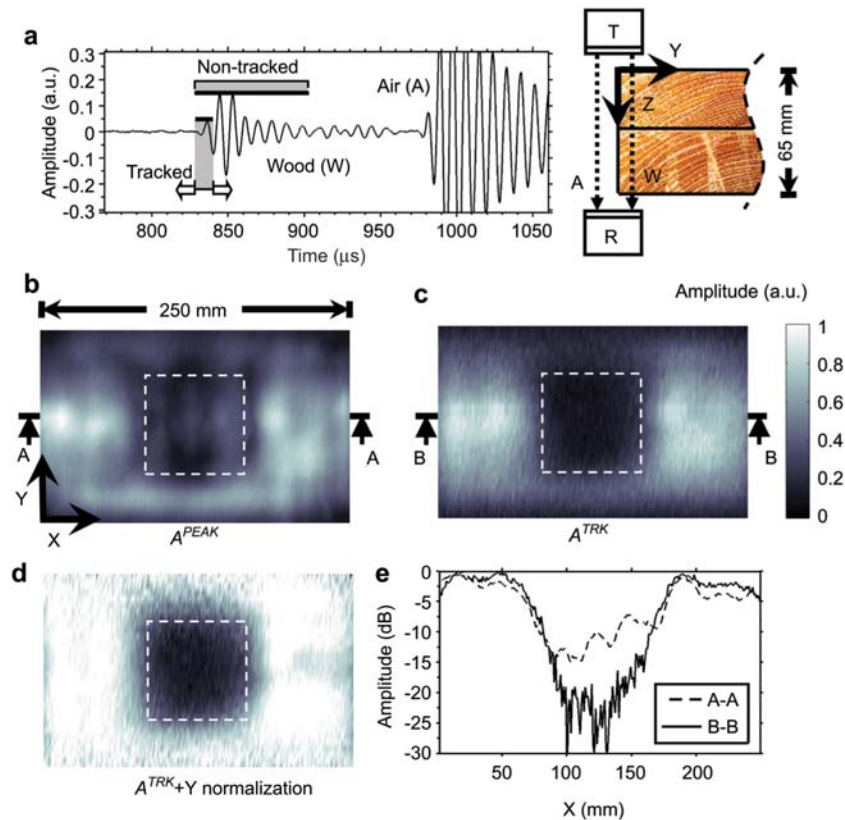 a
Amplitude (a.u.)
0.3
0.2
0.1
0
-0.1
-0.2
-0.3
Non-tracked
Air (A)
Tracked
Wood (W)
800
850
900
950
1000
1050
Time (μs)
T
Y
Z
A
W
R
65 mm
b
250 mm
A
A
Y
X
A^PEAK
c
Amplitude (a.u.)
B
B
A^TRK
1
0.8
0.6
0.4
0.2
0
d
A^TRK+Y normalization
e
Amplitude (dB)
0
-5
-10
-15
-20
-25
-30
A-A
B-B
50
100
150
200
X (mm)